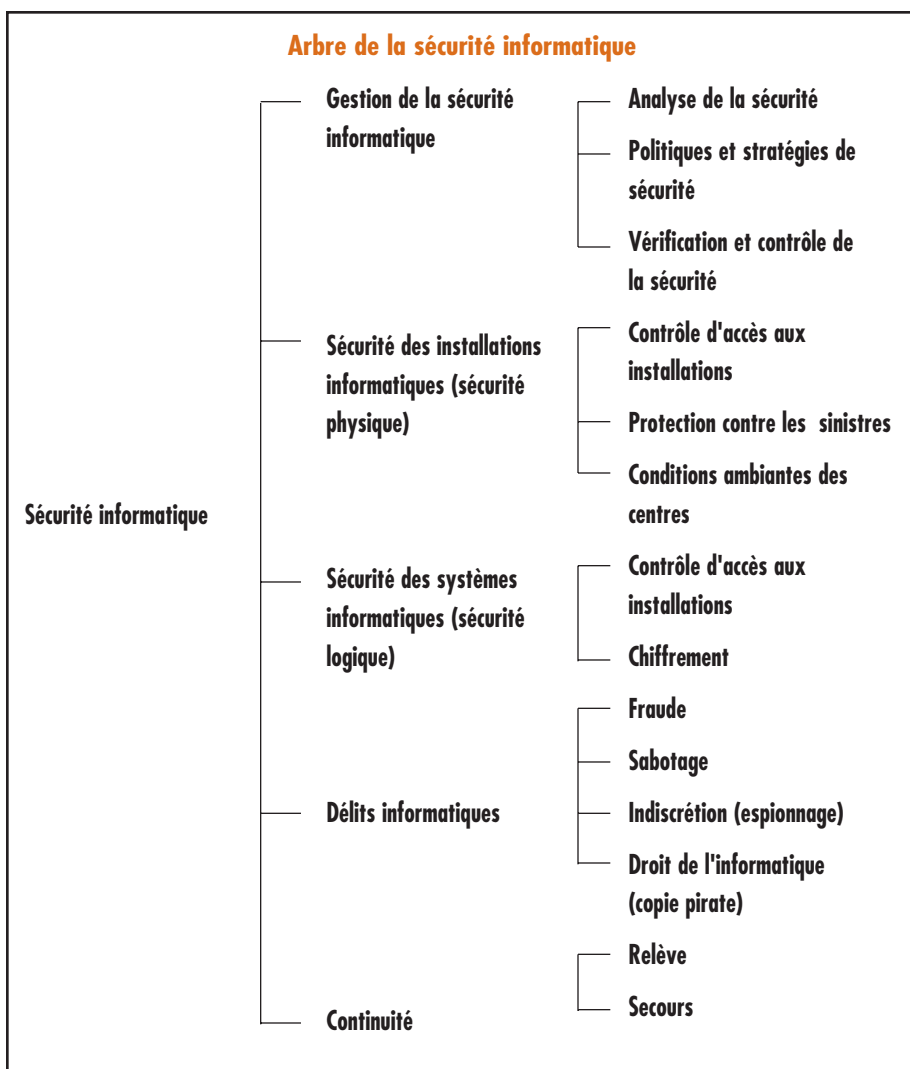 Arbre de la sécurité informatique
Gestion de la sécurité
informatique
Analyse de la sécurité
Politiques et stratégies de
sécurité
Vérification et contrôle de
la sécurité
Sécurité des installations
informatiques (sécurité
physique)
Contrôle d'accès aux
installations
Protection contre les sinistres
Conditions ambiantes des
centres
Sécurité informatique
Sécurité des systèmes
informatiques (sécurité
logique)
Contrôle d'accès aux
installations
Chiffrement
Délits informatiques
Fraude
Sabotage
Indiscrétion (espionnage)
Droit de l'informatique
(copie pirate)
Continuité
Relève
Secours